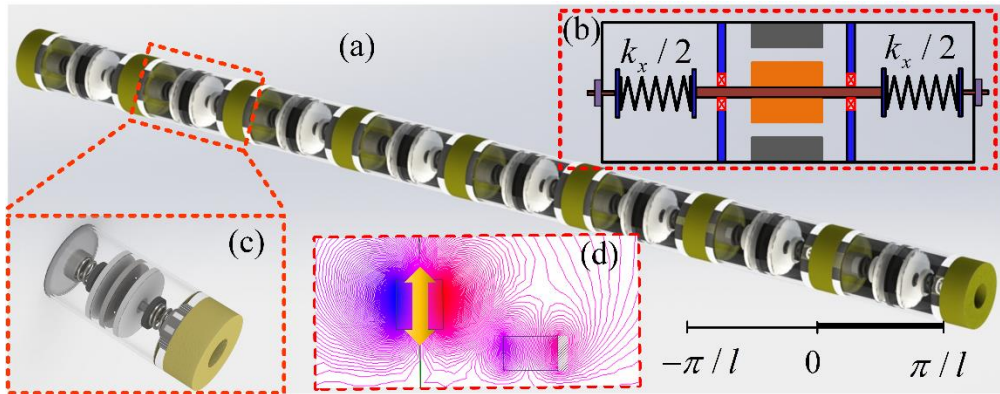 (a)
(b)
k_x / 2
k_x / 2
(c)
(d)
−π / l
0
π / l